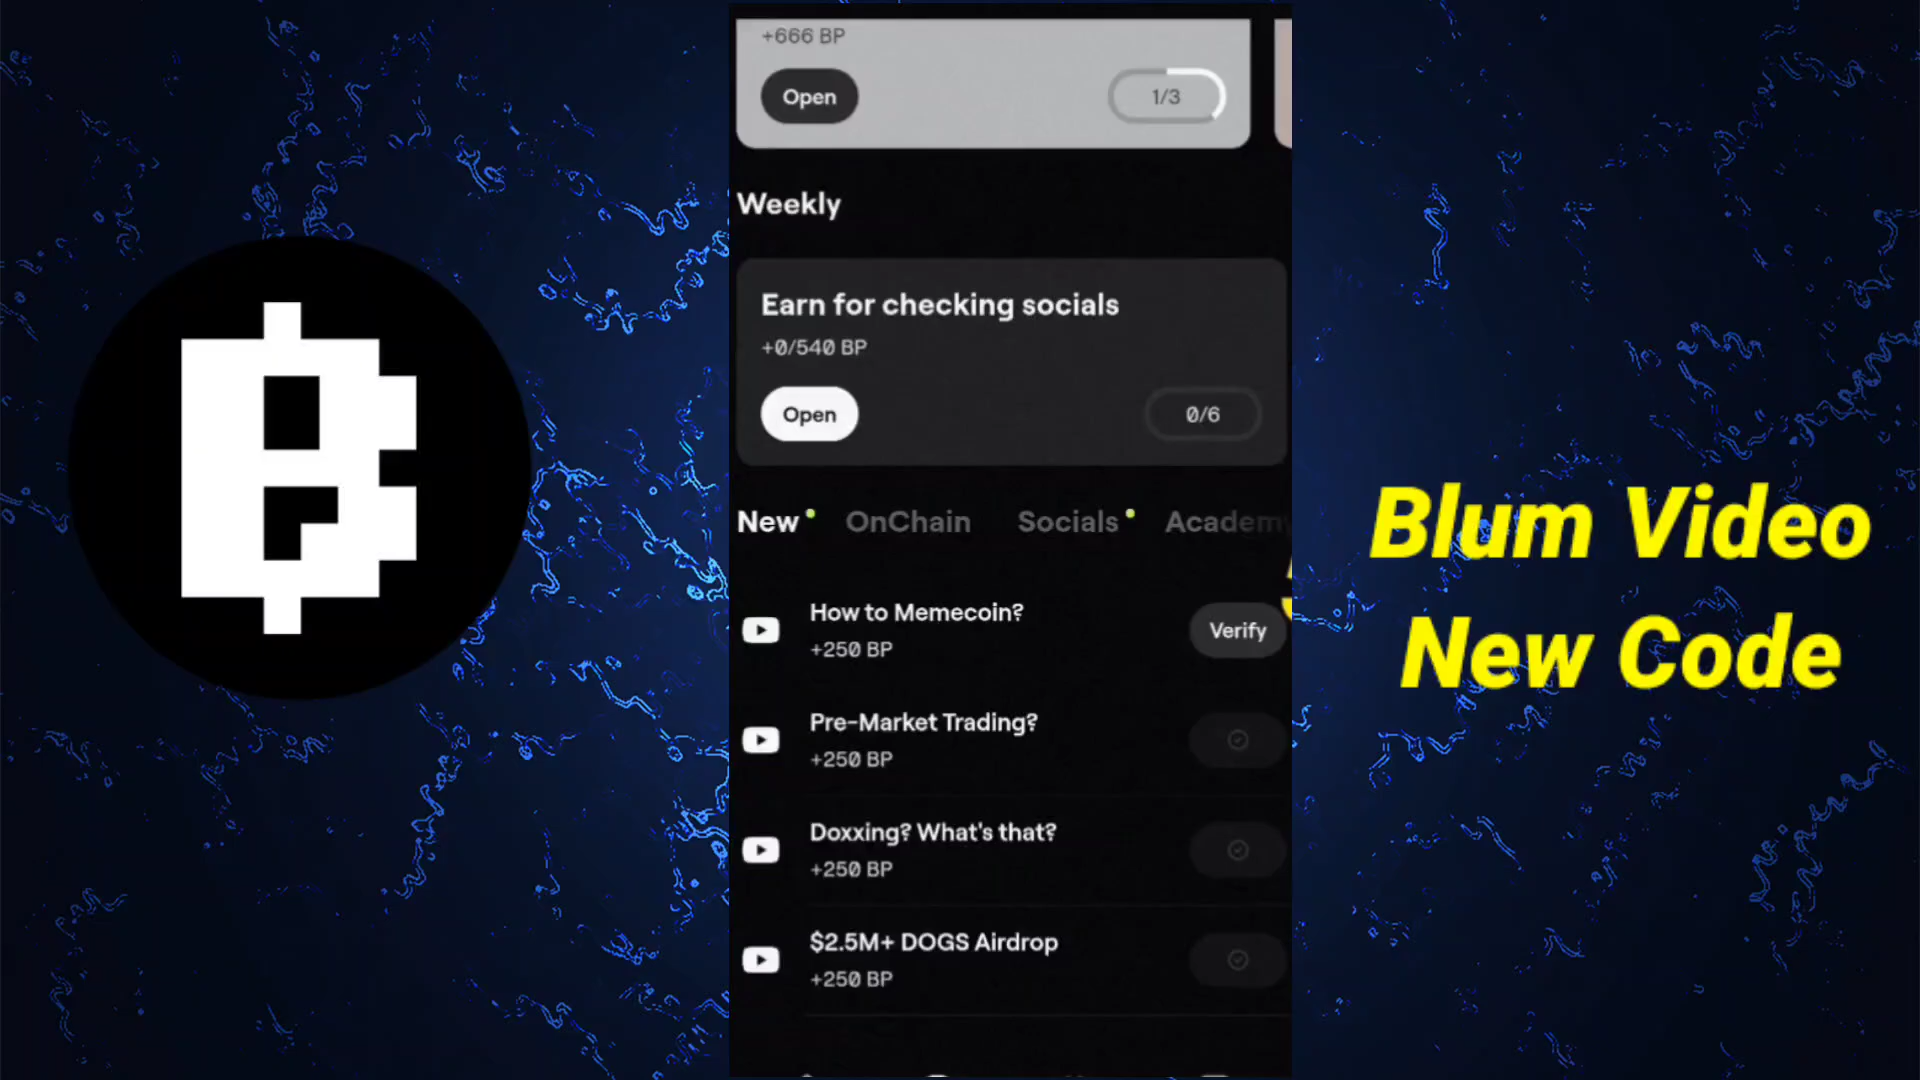 +666 BP
Open
1/3
Weekly
Earn for checking socials
+0/540 BP
Open
0/6
New OnChain Socials Academ
How to Memecoin?
+250 BP
Verify
Pre-Market Trading?
+250 BP
Doxxing? What's that?
+250 BP
$2.5M+ DOGS Airdrop
+250 BP
Blum Video
New Code